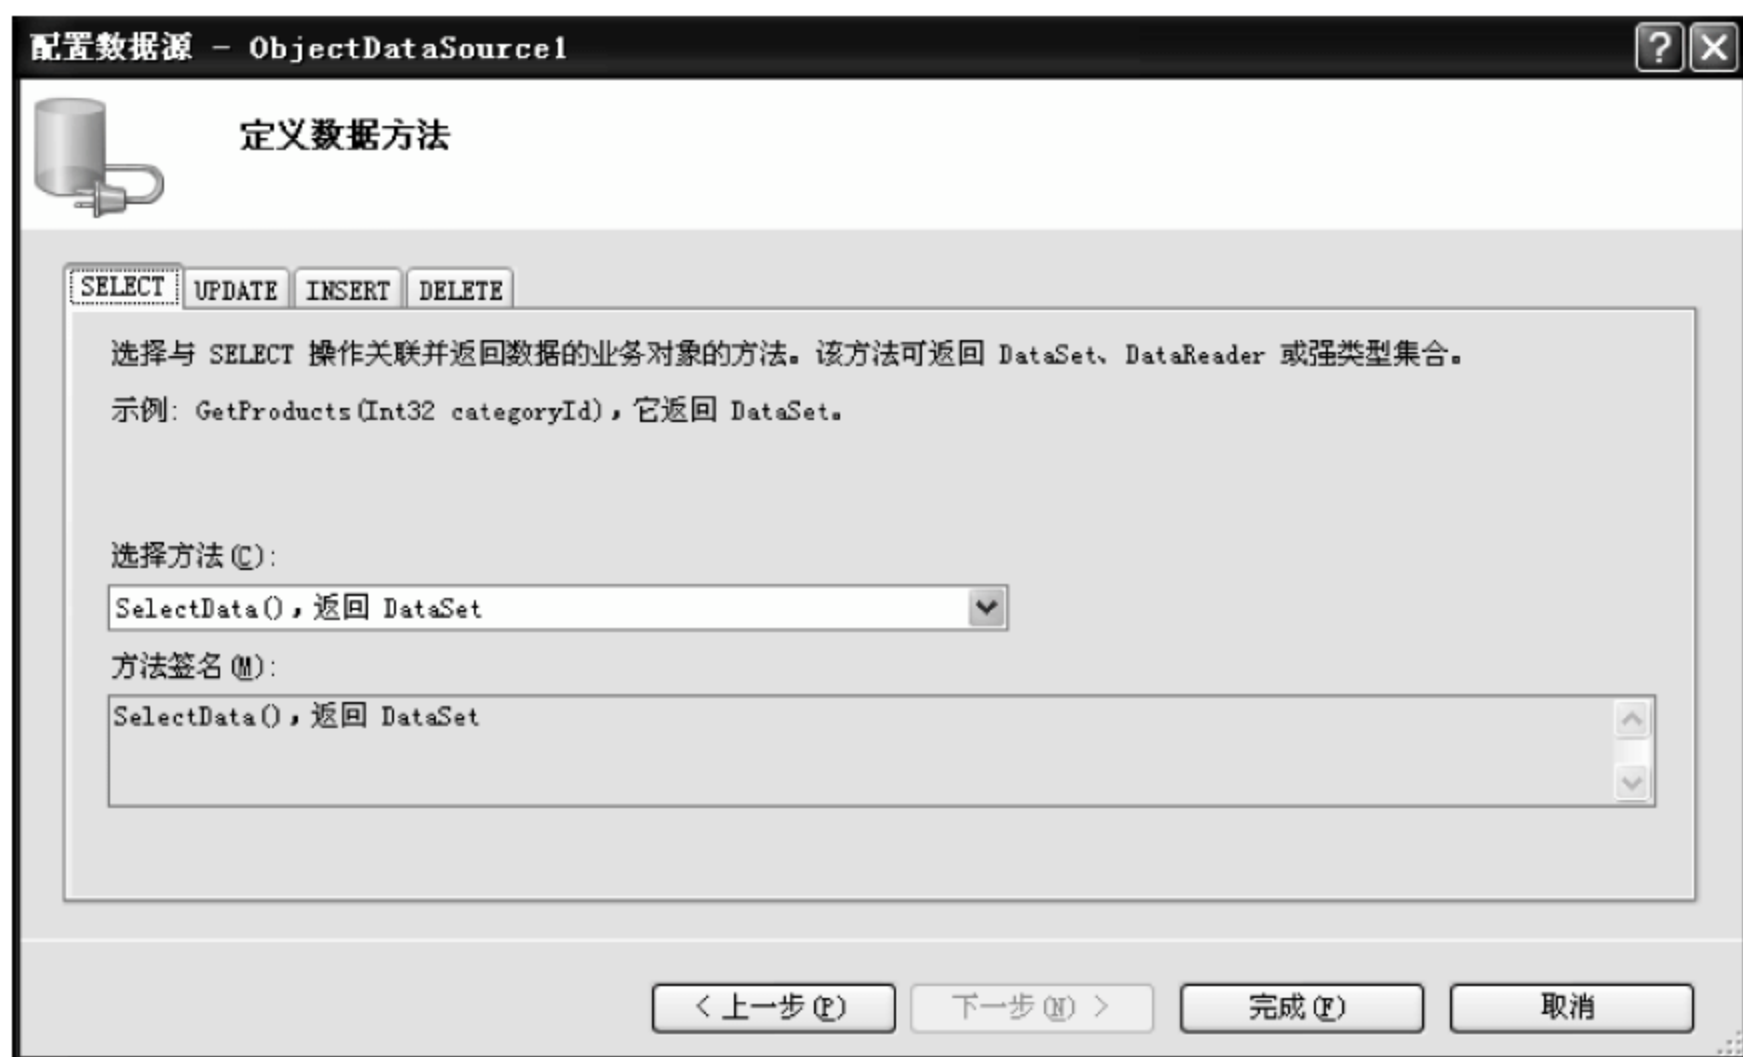 配置数据源 - ObjectDataSource1
定义数据方法
SELECT UPDATE INSERT DELETE
选择与 SELECT 操作关联并返回数据的业务对象的方法。该方法可返回 DataSet、DataReader 或强类型集合。
示例: GetProducts(Int32 categoryId)，它返回 DataSet。
选择方法(C):
SelectData()，返回 DataSet
方法签名(M):
SelectData()，返回 DataSet
< 上一步(P) 下一步(N) > 完成(F) 取消